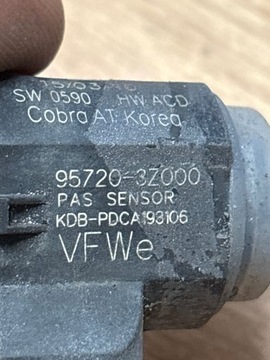 SW 0590 HW ACD
Cobra AT Korea
95720-3Z000
PAS SENSOR
KDB-PDCA193106
VFWe